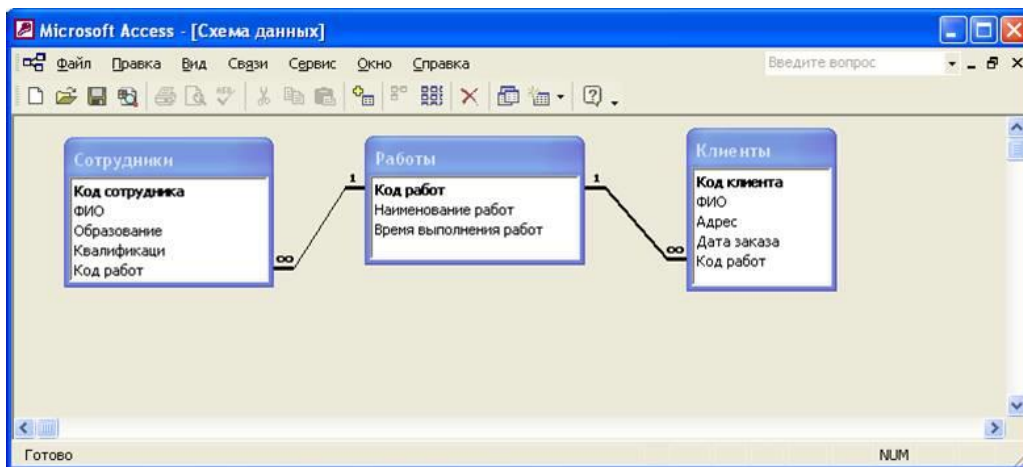 Microsoft Access - [Схема данных]
Файл Правка Вид Связи Сервис Окно Справка Введите вопрос
Сотрудники
Код сотрудника
ФИО
Образование
Квалификаци
Код работ
1
∞
Работы
Код работ
Наименование работ
Время выполнения работ
1
∞
Клиенты
Код клиента
ФИО
Адрес
Дата заказа
Код работ
Готово NUM